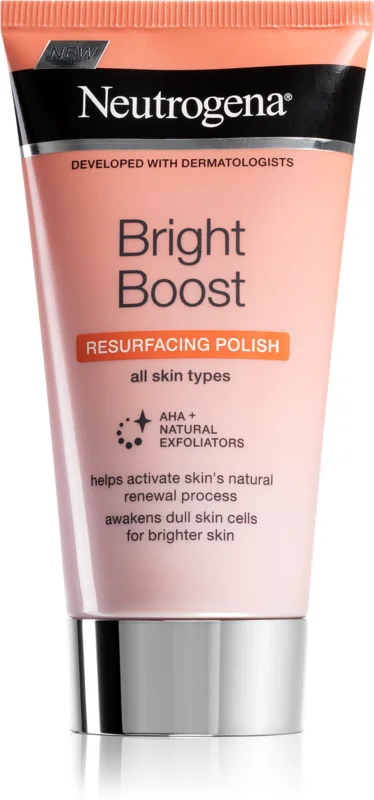 NEW
Neutrogena®
DEVELOPED WITH DERMATOLOGISTS
Bright
Boost
RESURFACING POLISH
all skin types
AHA +
NATURAL
EXFOLIATORS
helps activate skin's natural
renewal process
awakens dull skin cells
for brighter skin